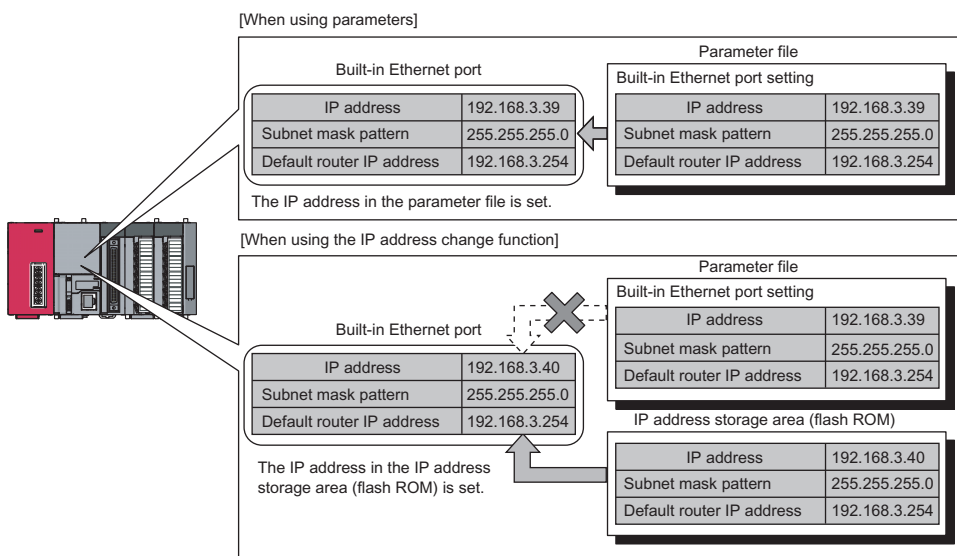 [When using parameters]
Parameter file
Built-in Ethernet port
Built-in Ethernet port setting
IP address 192.168.3.39
Subnet mask pattern 255.255.255.0
Default router IP address 192.168.3.254
IP address 192.168.3.39
Subnet mask pattern 255.255.255.0
Default router IP address 192.168.3.254
The IP address in the parameter file is set.
[When using the IP address change function]
Parameter file
Built-in Ethernet port setting
IP address 192.168.3.39
Subnet mask pattern 255.255.255.0
Default router IP address 192.168.3.254
Built-in Ethernet port
IP address 192.168.3.40
Subnet mask pattern 255.255.255.0
Default router IP address 192.168.3.254
IP address storage area (flash ROM)
IP address 192.168.3.40
Subnet mask pattern 255.255.255.0
Default router IP address 192.168.3.254
The IP address in the IP address
storage area (flash ROM) is set.